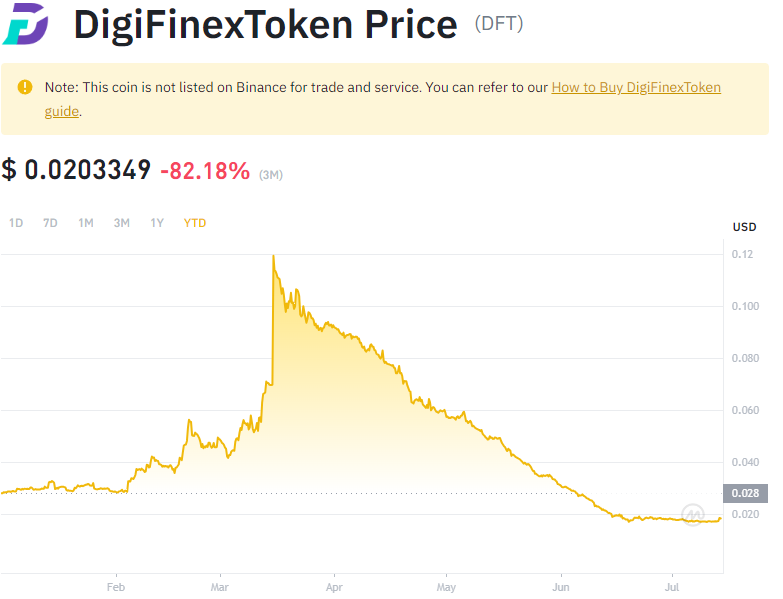 DigiFinexToken Price (DFT)
Note: This coin is not listed on Binance for trade and service. You can refer to our How to Buy DigiFinexToken
guide.
$ 0.0203349 -82.18% (3M)
1D 7D 1M 3M 1Y YTD
USD
0.12
0.100
0.080
0.060
0.040
0.028
0.020
Feb Mar Apr May Jun Jul